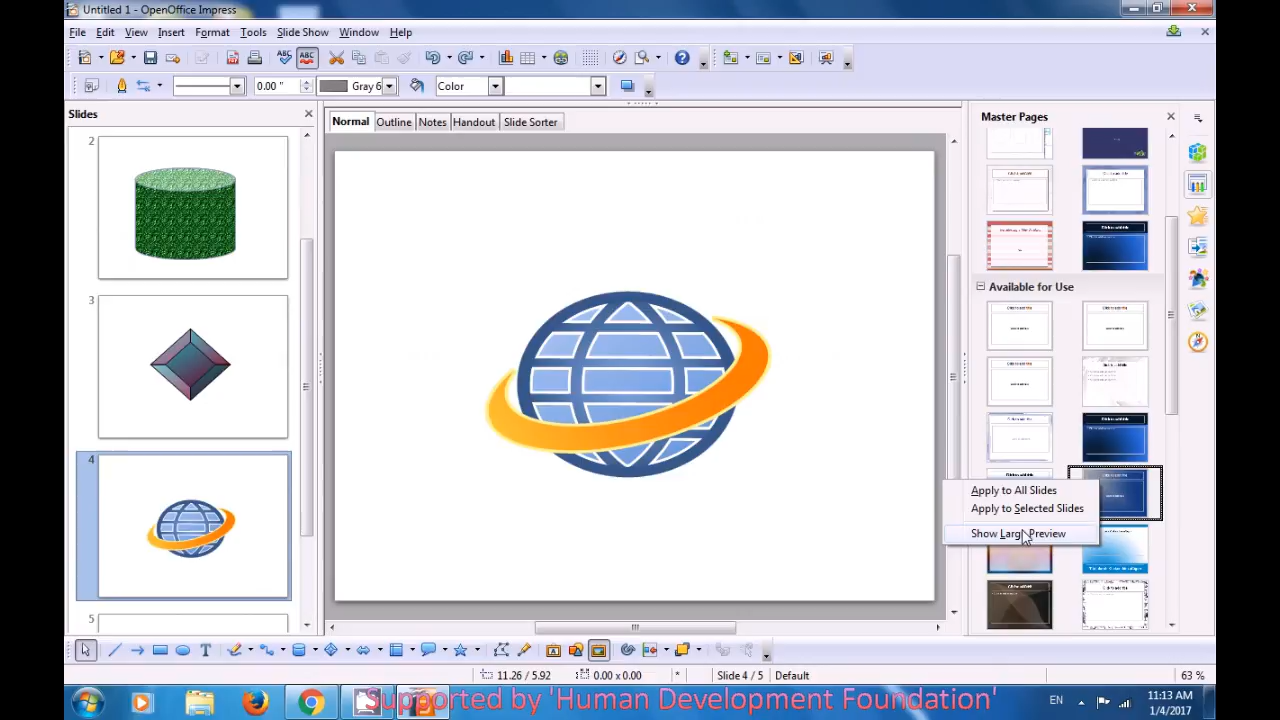 Untitled 1 - OpenOffice Impress
File Edit View Insert Format Tools Slide Show Window Help
0.00 " Gray 6 Color
Slides
Normal Outline Notes Handout Slide Sorter
Master Pages
2
3
4
5
Available for Use
Apply to All Slides
Apply to Selected Slides
Show Large Preview
11.26 / 5.92 0.00 x 0.00 * Slide 4 / 5 Default 63 %
Supported by 'Human Development Foundation'
EN
11:13 AM
1/4/2017